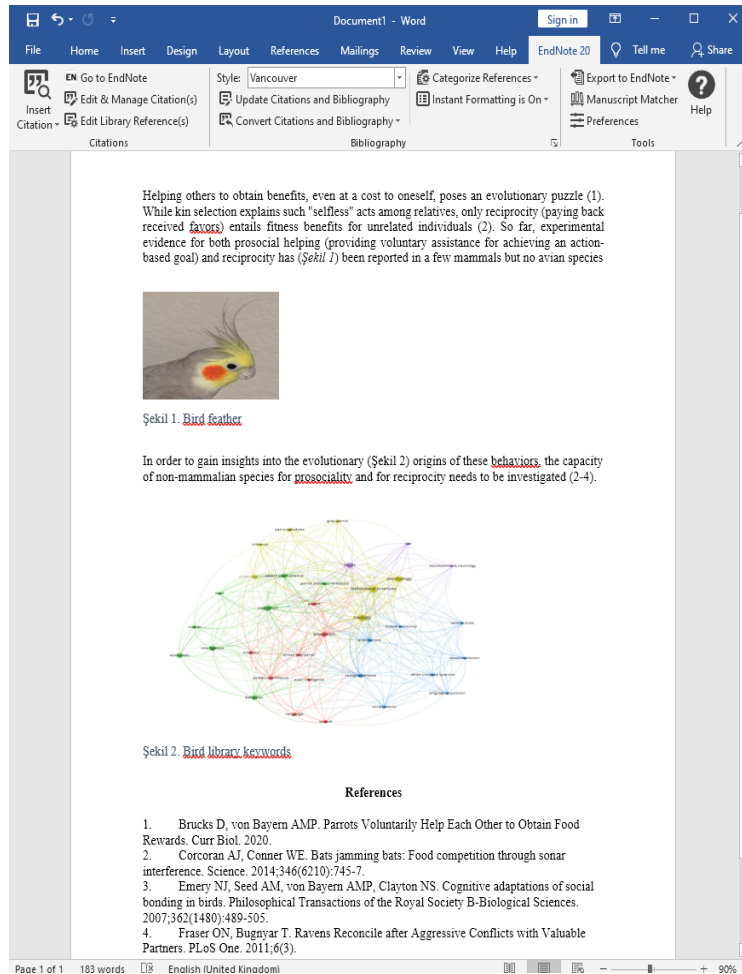 Document1 - Word
Sign in
File Home Insert Design Layout References Mailings Review View Help EndNote 20 Tell me Share
Insert Citation
EN Go to EndNote
Edit & Manage Citation(s)
Edit Library Reference(s)
Citations
Style: Vancouver
Update Citations and Bibliography
Convert Citations and Bibliography
Categorize References
Instant Formatting is On
Bibliography
Export to EndNote
Manuscript Matcher
Preferences
Tools
Help
Helping others to obtain benefits, even at a cost to oneself, poses an evolutionary puzzle (1).
While kin selection explains such "selfless" acts among relatives, only reciprocity (paying back
received favors) entails fitness benefits for unrelated individuals (2). So far, experimental
evidence for both prosocial helping (providing voluntary assistance for achieving an action-
based goal) and reciprocity has (Şekil 1) been reported in a few mammals but no avian species
Şekil 1. Bird feather
In order to gain insights into the evolutionary (Şekil 2) origins of these behaviors, the capacity
of non-mammalian species for prosociality and for reciprocity needs to be investigated (2-4).
Şekil 2. Bird library keywords
References
1. Brucks D, von Bayern AMP. Parrots Voluntarily Help Each Other to Obtain Food
Rewards. Curr Biol. 2020.
2. Corcoran AJ, Conner WE. Bats jamming bats: Food competition through sonar
interference. Science. 2014;346(6210):745-7.
3. Emery NJ, Seed AM, von Bayern AMP, Clayton NS. Cognitive adaptations of social
bonding in birds. Philosophical Transactions of the Royal Society B-Biological Sciences.
2007;362(1480):489-505.
4. Fraser ON, Bugnyar T. Ravens Reconcile after Aggressive Conflicts with Valuable
Partners. PLoS One. 2011;6(3).
Page 1 of 1 183 words English (United Kingdom) 90%